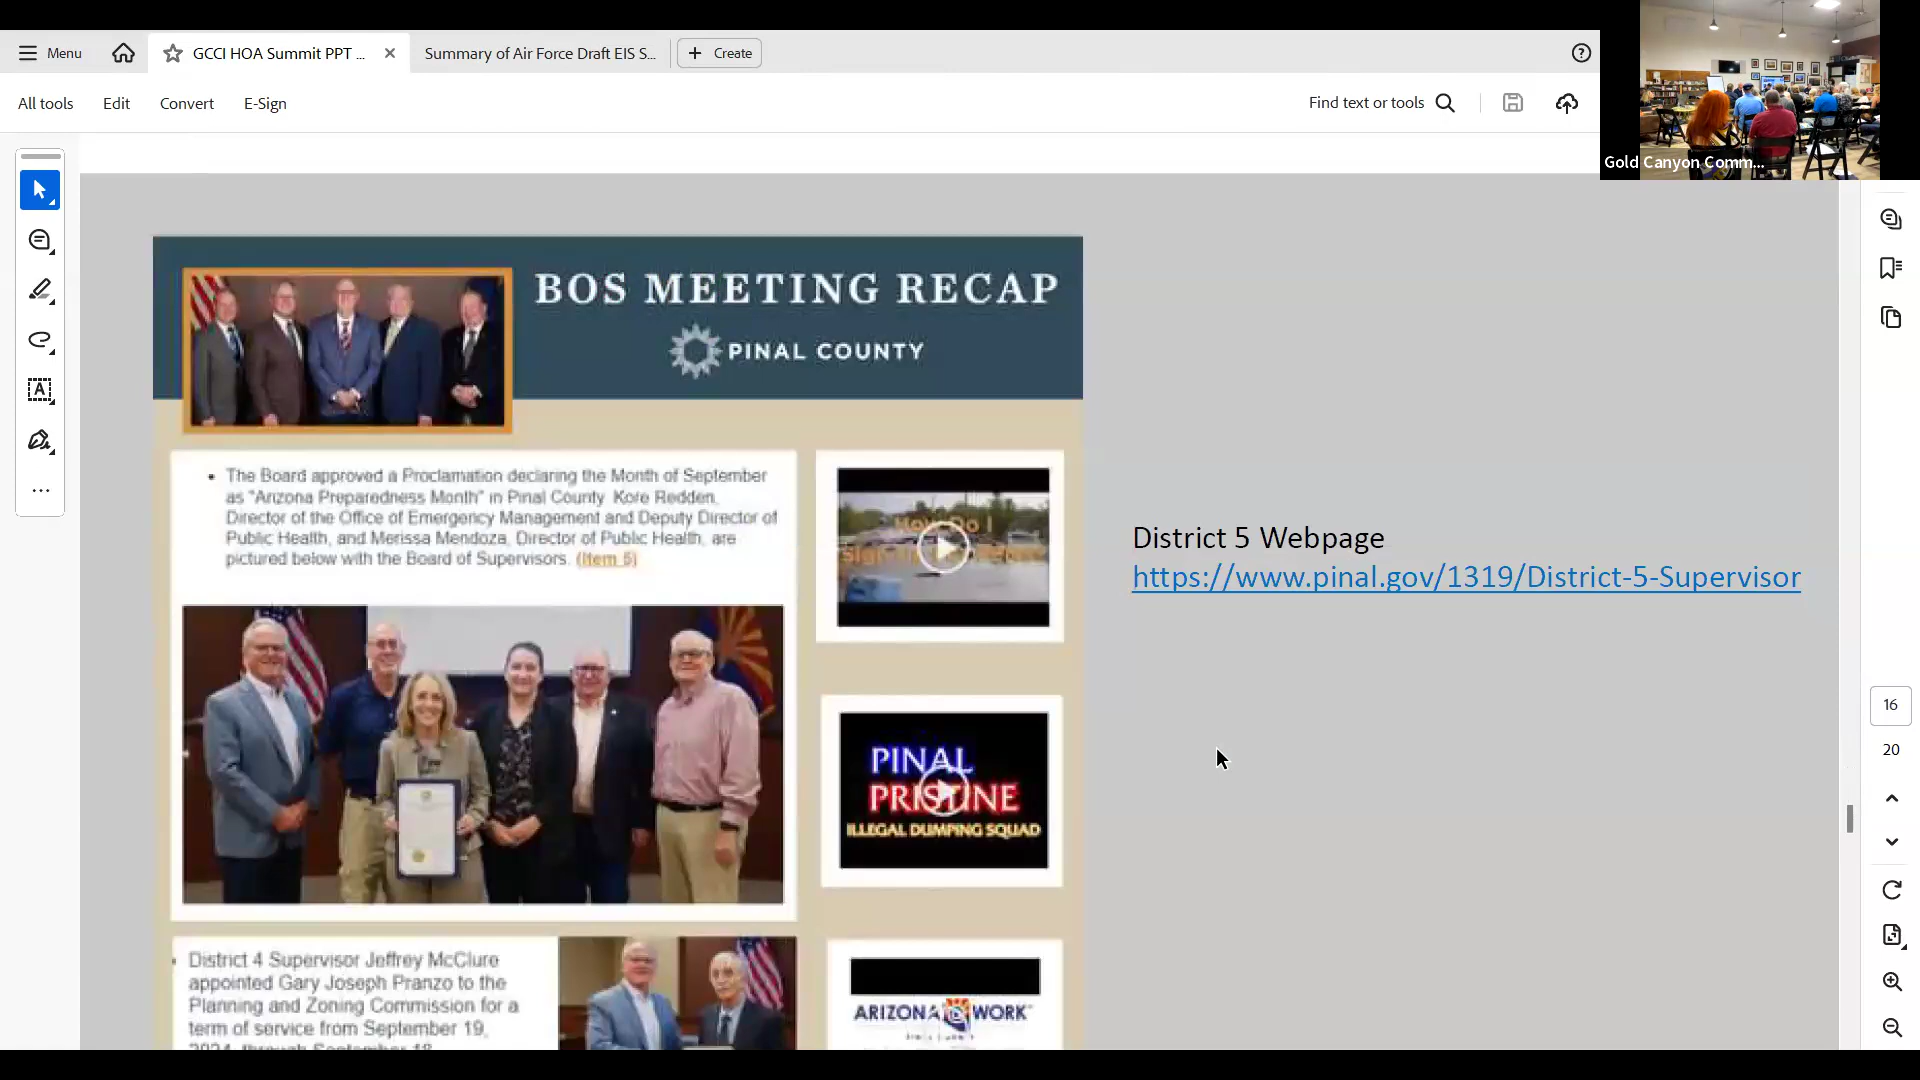 Menu
GCCI HOA Summit PPT ...
Summary of Air Force Draft EIS S...
Create
All tools
Edit
Convert
E-Sign
Find text or tools
Gold Canyon Comm...
BOS MEETING RECAP
PINAL COUNTY
The Board approved a Proclamation declaring the Month of September
as "Arizona Preparedness Month" in Pinal County. Kore Redden,
Director of the Office of Emergency Management and Deputy Director of
Public Health, and Merissa Mendoza, Director of Public Health, are
pictured below with the Board of Supervisors. (Item 5)
How Do I
District 5 Webpage
https://www.pinal.gov/1319/District-5-Supervisor
PINAL
PRISTINE
ILLEGAL DUMPING SQUAD
District 4 Supervisor Jeffrey McClure
appointed Gary Joseph Pranzo to the
Planning and Zoning Commission for a
term of service from September 19,
2024, through September 18,
ARIZONA@WORK
16
20